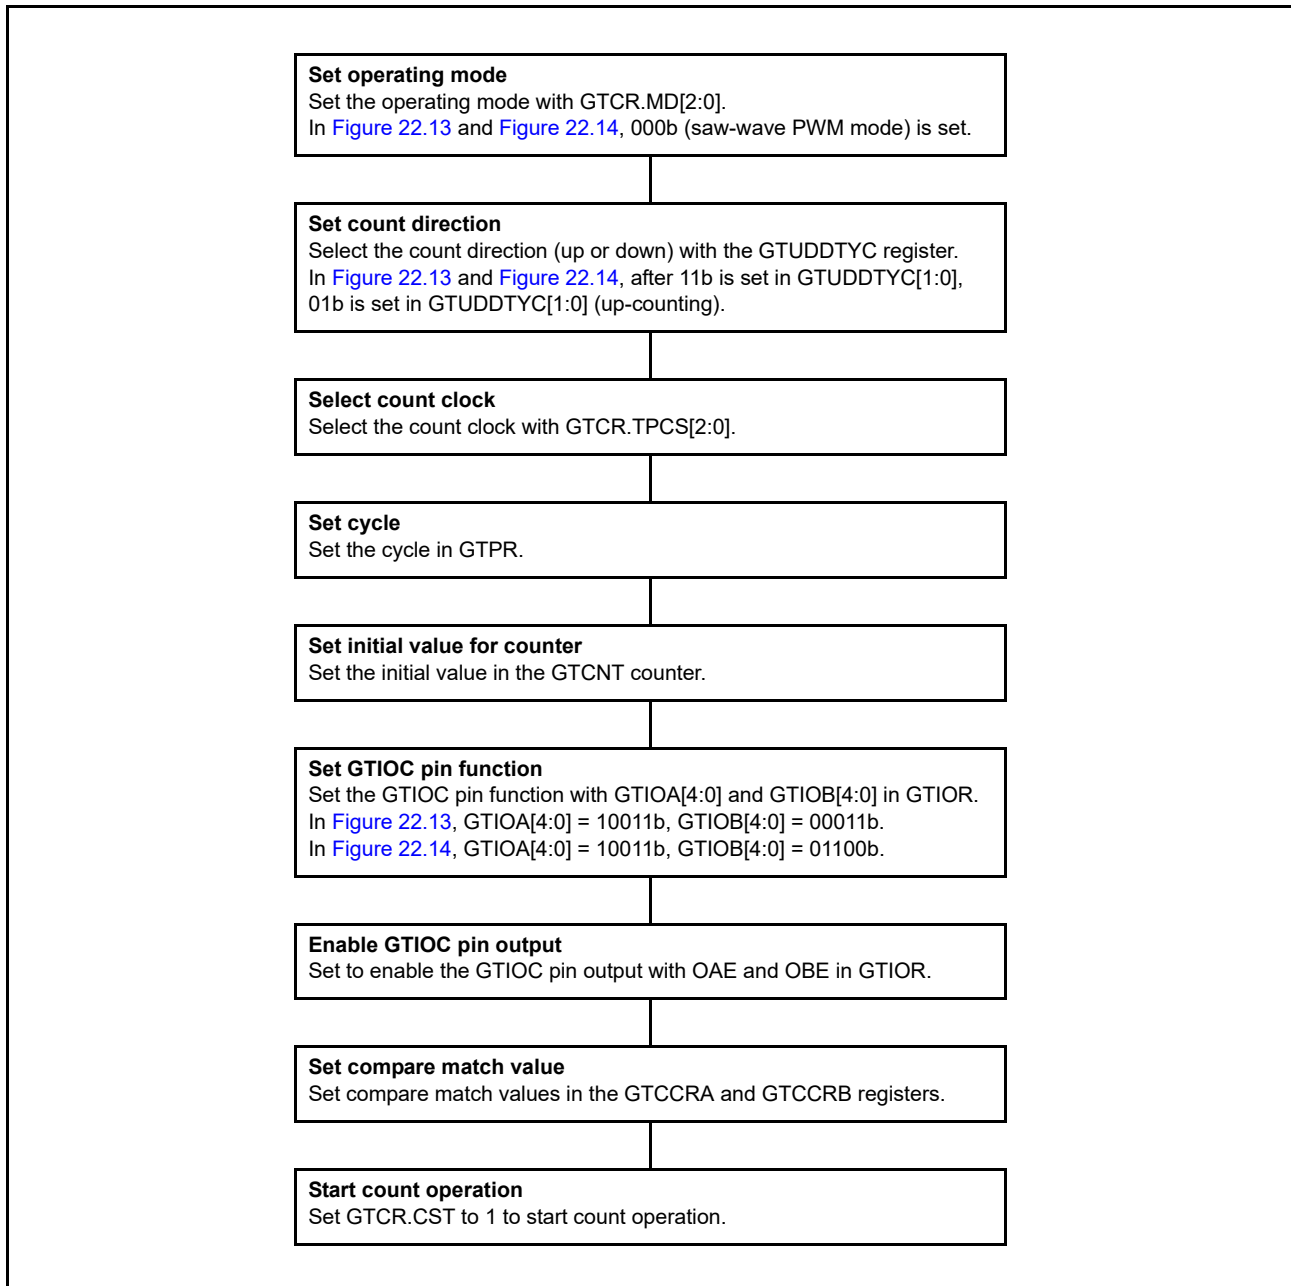 Set operating mode
Set the operating mode with GTCR.MD[2:0].
In Figure 22.13 and Figure 22.14, 000b (saw-wave PWM mode) is set.
Set count direction
Select the count direction (up or down) with the GTUDDTYC register.
In Figure 22.13 and Figure 22.14, after 11b is set in GTUDDTYC[1:0],
01b is set in GTUDDTYC[1:0] (up-counting).
Select count clock
Select the count clock with GTCR.TPCS[2:0].
Set cycle
Set the cycle in GTPR.
Set initial value for counter
Set the initial value in the GTCNT counter.
Set GTIOC pin function
Set the GTIOC pin function with GTIOA[4:0] and GTIOB[4:0] in GTIOR.
In Figure 22.13, GTIOA[4:0] = 10011b, GTIOB[4:0] = 00011b.
In Figure 22.14, GTIOA[4:0] = 10011b, GTIOB[4:0] = 01100b.
Enable GTIOC pin output
Set to enable the GTIOC pin output with OAE and OBE in GTIOR.
Set compare match value
Set compare match values in the GTCCRA and GTCCRB registers.
Start count operation
Set GTCR.CST to 1 to start count operation.